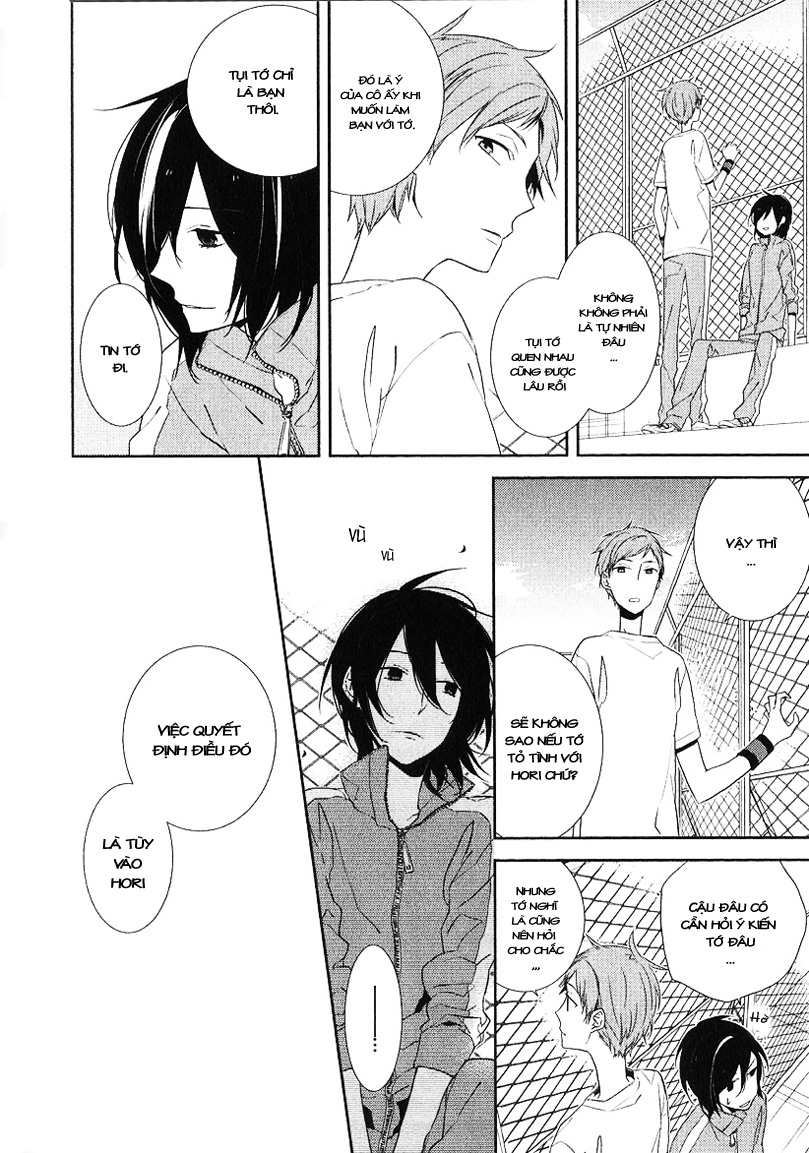 KHÔNG,
KHÔNG PHẢI
LÀ TỰ NHIÊN
ĐÂU
...
TỤI TỚ
QUEN NHAU
CŨNG ĐƯỢC
LÂU RỒI
ĐÓ LÀ Ý
CỦA CÔ ẤY KHI
MUỐN LÀM
BẠN VỚI TỚ.
TỤI TỚ CHỈ
LÀ BẠN
THÔI.
TIN TỚ
ĐI.
VẬY THÌ
...
SẼ KHÔNG
SAO NẾU TỚ
TỎ TÌNH VỚI
HORI CHỨ?
CẬU ĐÂU CÓ
CẦN HỎI Ý KIẾN
TỚ ĐÂU
...
Hờ
NHƯNG
TỚ NGHĨ
LÀ CŨNG
NÊN HỎI
CHO CHẮC
,,,
VÙ
VÙ
...
VIỆC QUYẾT
ĐỊNH ĐIỀU ĐÓ
LÀ TÙY
VÀO
HORI